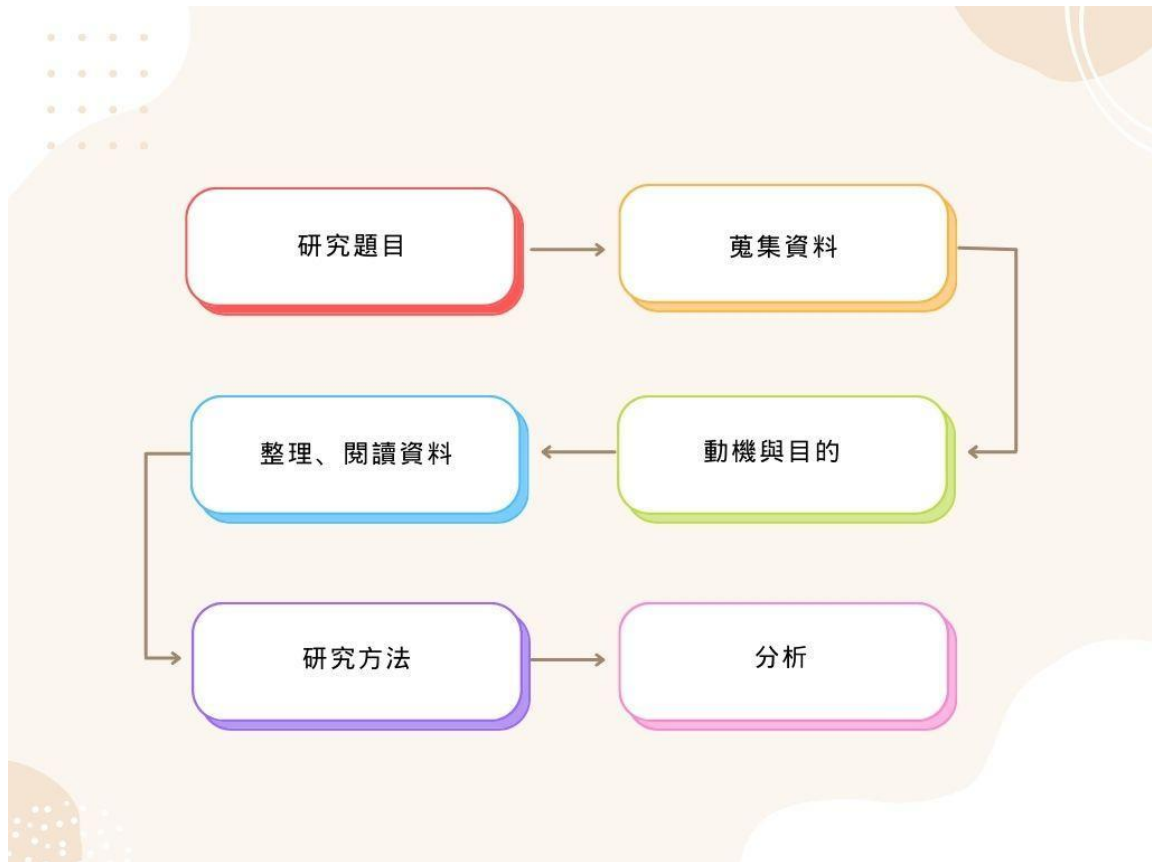 研究題目
蒐集資料
動機與目的
整理、閱讀資料
研究方法
分析